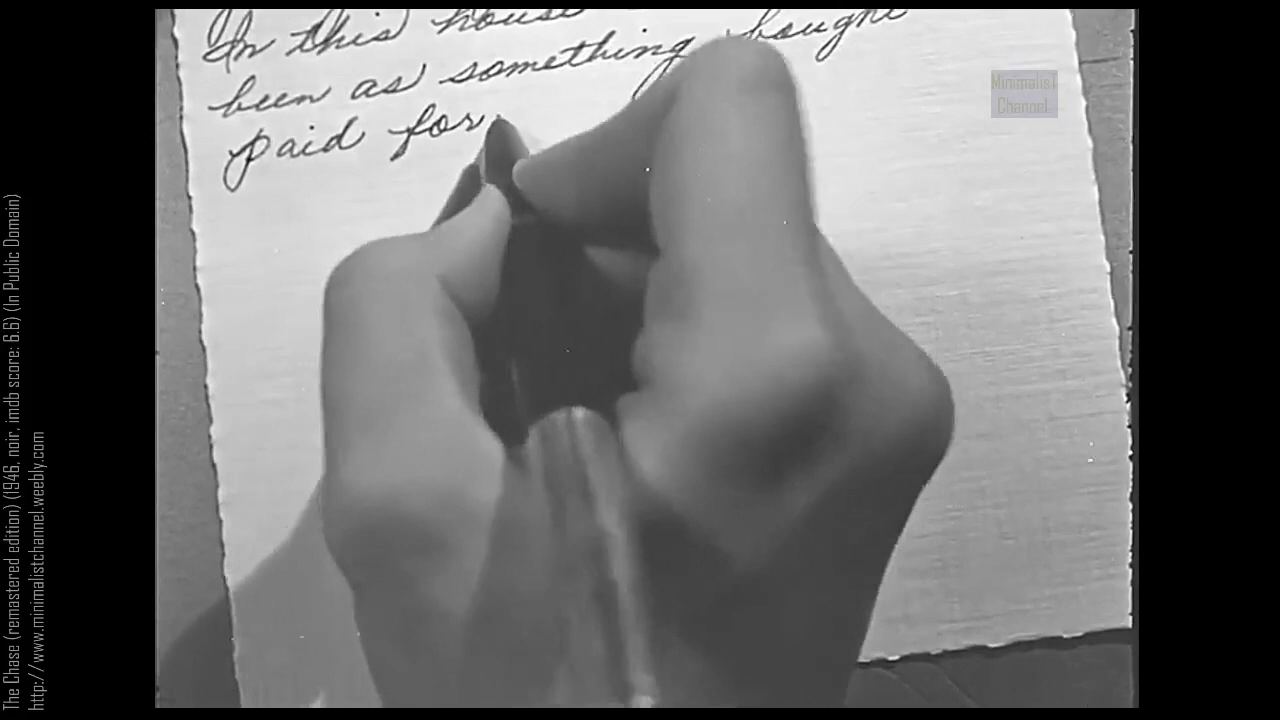 In this house
been as something bought
paid for
Minimalist
Channel
The Chase (remastered edition) (1946, noir, imdb score: 6.6) (In Public Domain)
http://www.minimalistchannel.weebly.com